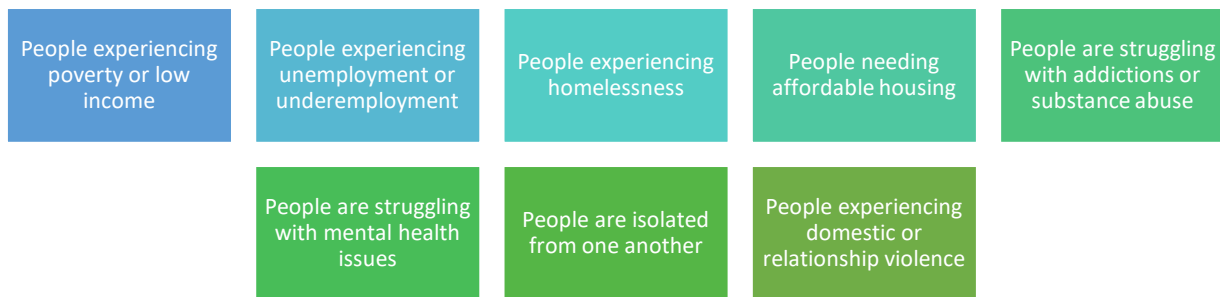 People experiencing
poverty or low
income
People experiencing
unemployment or
underemployment
People experiencing
homelessness
People needing
affordable housing
People are struggling
with addictions or
substance abuse
People are struggling
with mental health
issues
People are isolated
from one another
People experiencing
domestic or
relationship violence